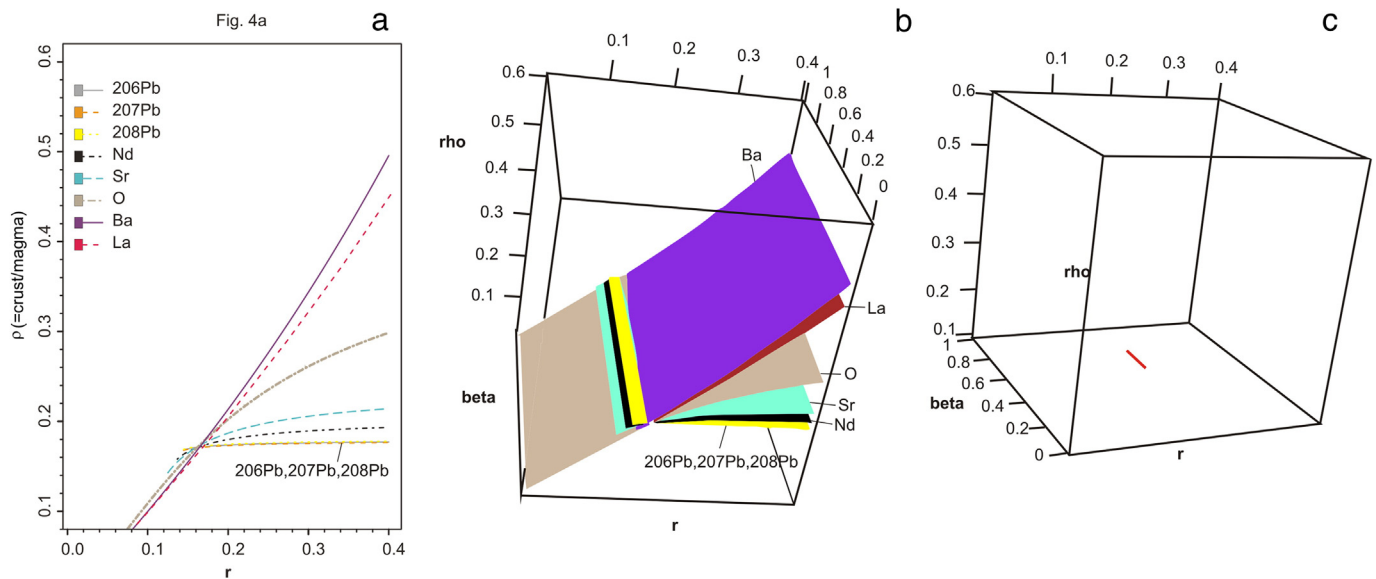 Fig. 4a
a
0.6
0.5
0.4
0.3
0.2
0.1
ρ (=crust/magma)
206Pb
207Pb
208Pb
Nd
Sr
O
Ba
La
206Pb,207Pb,208Pb
0.0 0.1 0.2 0.3 0.4
r
b
0.1 0.2 0.3 0.4
1
0.8
0.6
0.4
0.2
0
0.6
0.5
0.4
0.3
0.2
0.1
rho
beta
Ba
La
O
Sr
Nd
206Pb,207Pb,208Pb
r
c
0.1 0.2 0.3 0.4
0.6
0.5
0.4
0.3
0.2
0.1
rho
1
0.8
0.6
0.4
0.2
0
beta
r